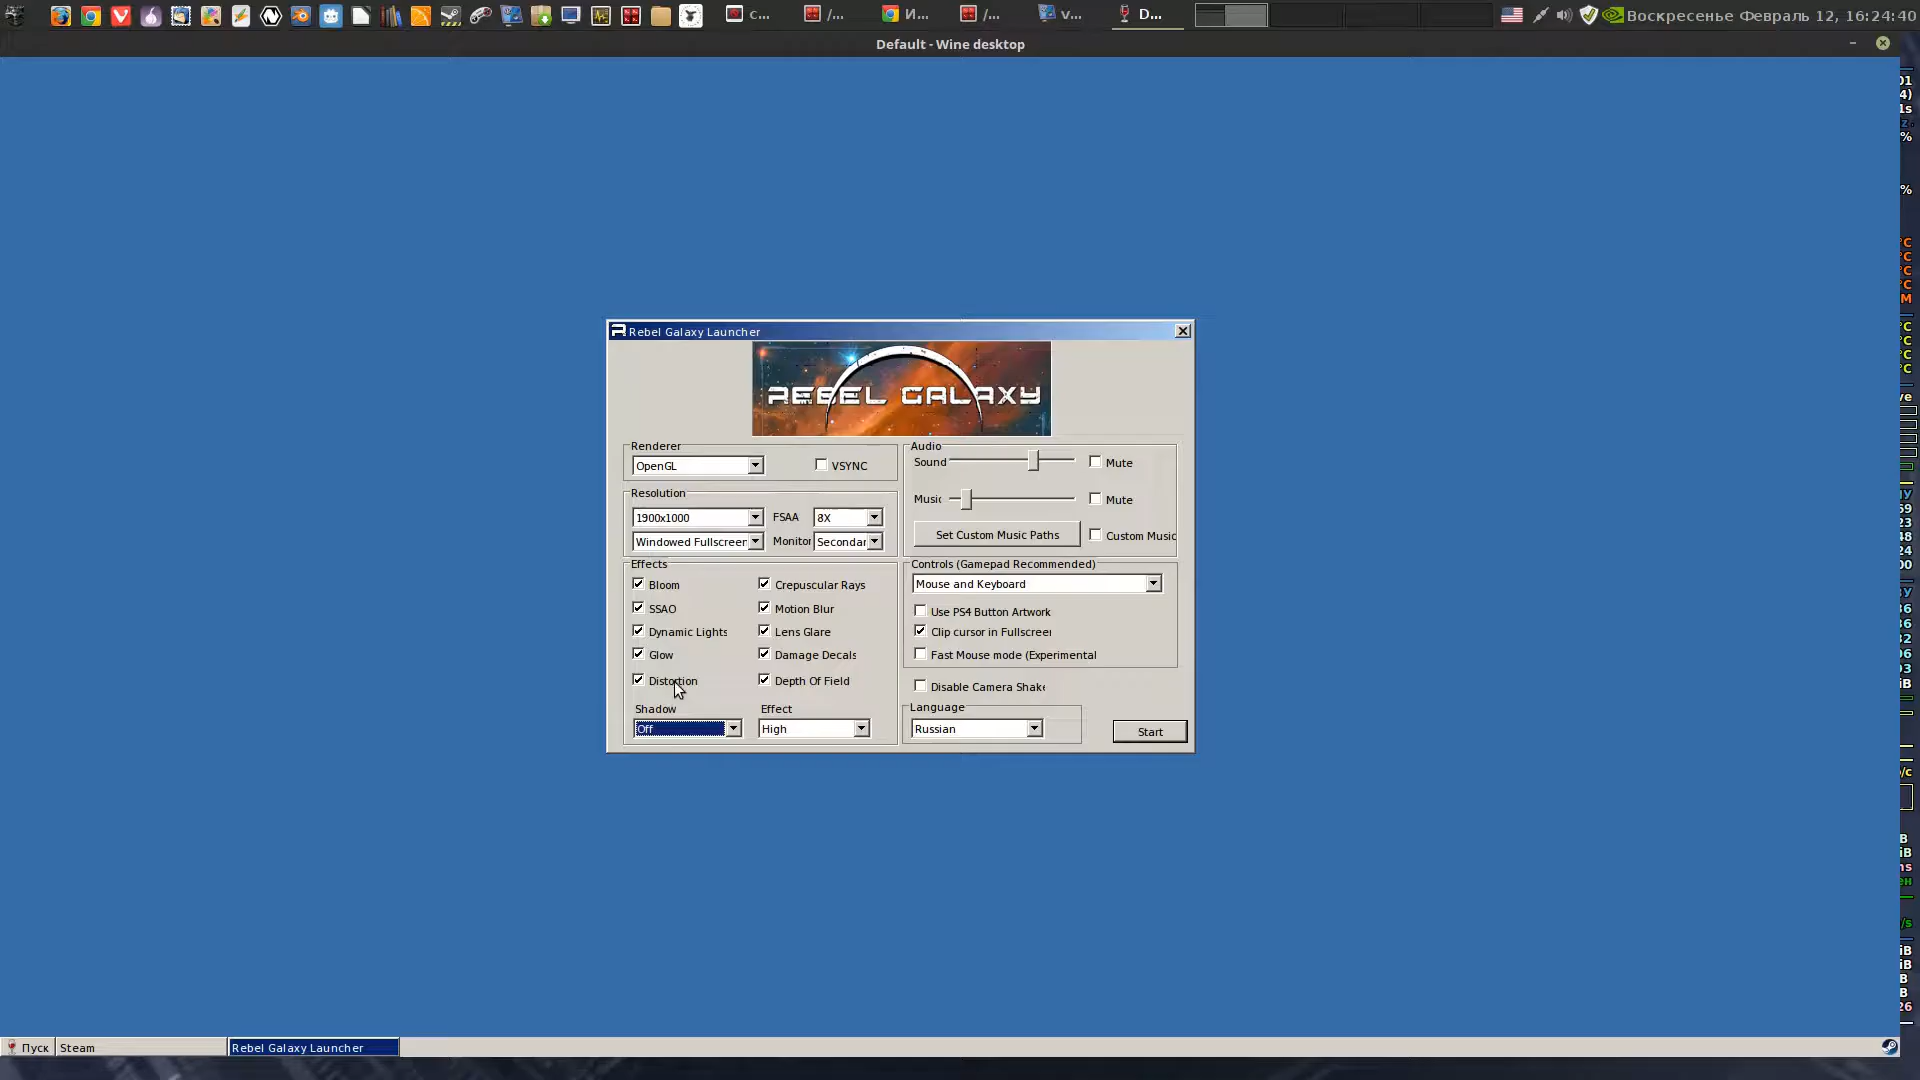 С... /... И... /... V... D... Воскресенье Февраль 12, 16:24:40
Default - Wine desktop
Rebel Galaxy Launcher
REBEL GALAXY
Renderer
OpenGL
VSYNC
Resolution
1900x1000
FSAA
8X
Windowed Fullscreen
Monitor
Secondar
Effects
Bloom
Crepuscular Rays
SSAO
Motion Blur
Dynamic Lights
Lens Glare
Glow
Damage Decals
Distortion
Depth Of Field
Shadow
Effect
Off
High
Audio
Sound
Mute
Music
Mute
Set Custom Music Paths
Custom Music
Controls (Gamepad Recommended)
Mouse and Keyboard
Use PS4 Button Artwork
Clip cursor in Fullscreen
Fast Mouse mode (Experimental
Disable Camera Shake
Language
Russian
Start
Пуск
Steam
Rebel Galaxy Launcher